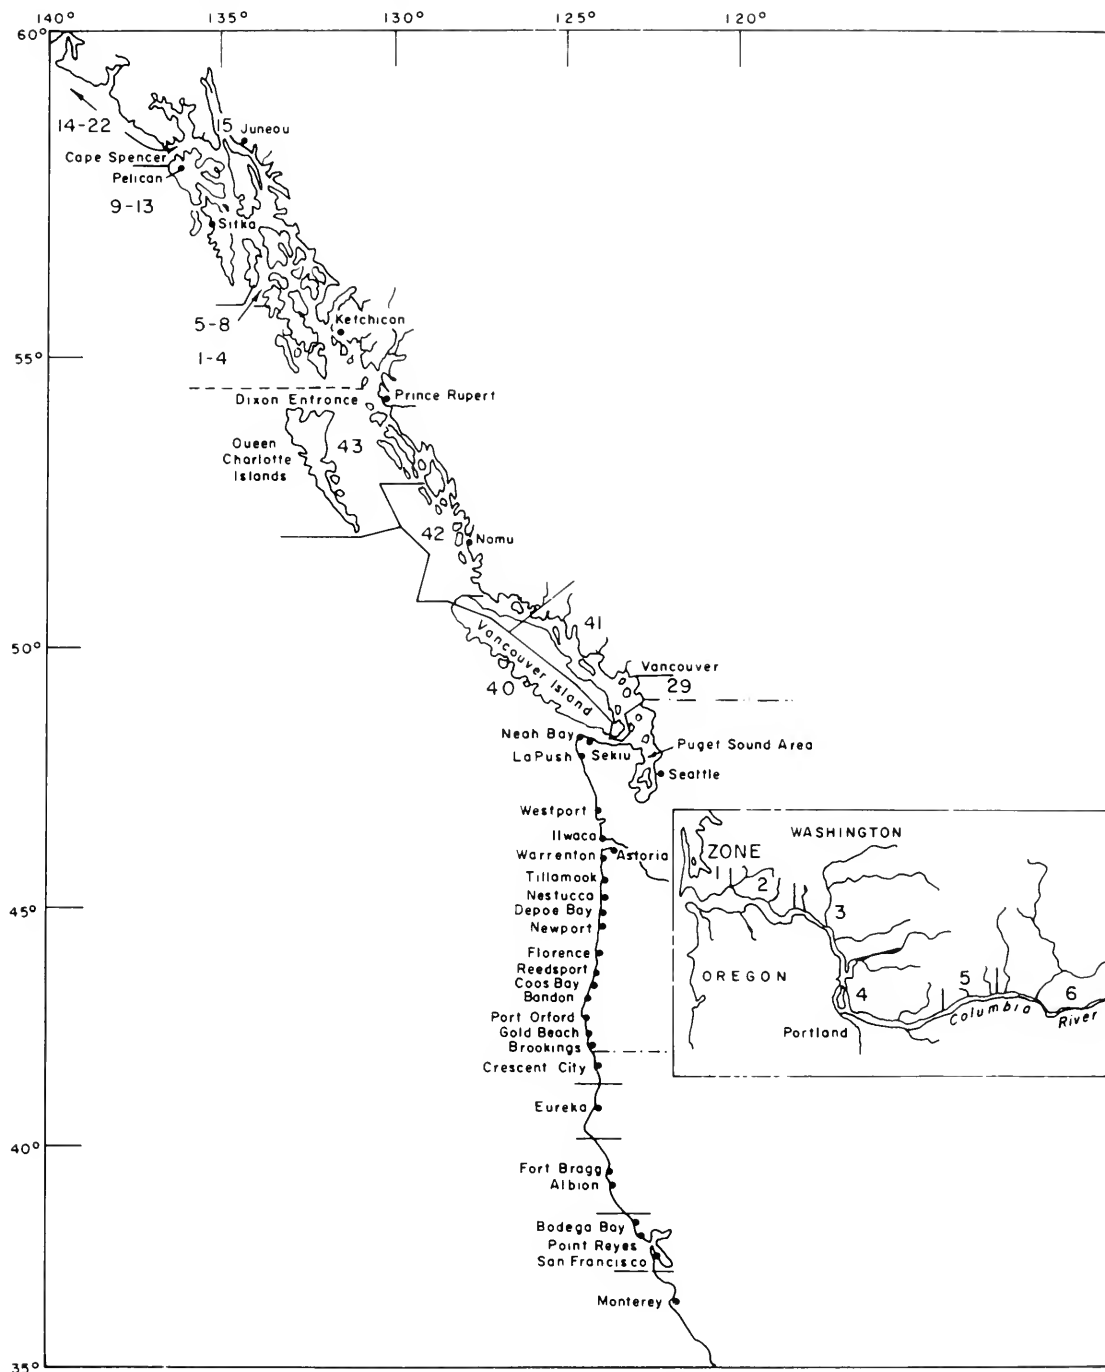 140°
135°
130°
125°
120°
60°
14-22
15
Juneau
Cape Spencer
Pelican
9-13
Sitka
5-8
Ketchican
1-4
55°
Dixon Entrance
Prince Rupert
43
Queen
Charlotte
Islands
42
Namu
41
50°
Vancouver Island
Vancouver
40
29
Neah Bay
Sekiu
Puget Sound Area
LaPush
Seattle
Westport
Ilwaca
Astoria
Warrenton
Tillamook
Nestucca
45°
Depoe Bay
Newport
Florence
Reedsport
Coos Bay
Bandon
Port Orford
Gold Beach
Brookings
Crescent City
Eureka
40°
Fort Bragg
Albion
Bodega Bay
Point Reyes
San Francisco
Monterey
35°
WASHINGTON
ZONE
1
2
3
OREGON
4
5
6
Columbia River
Portland